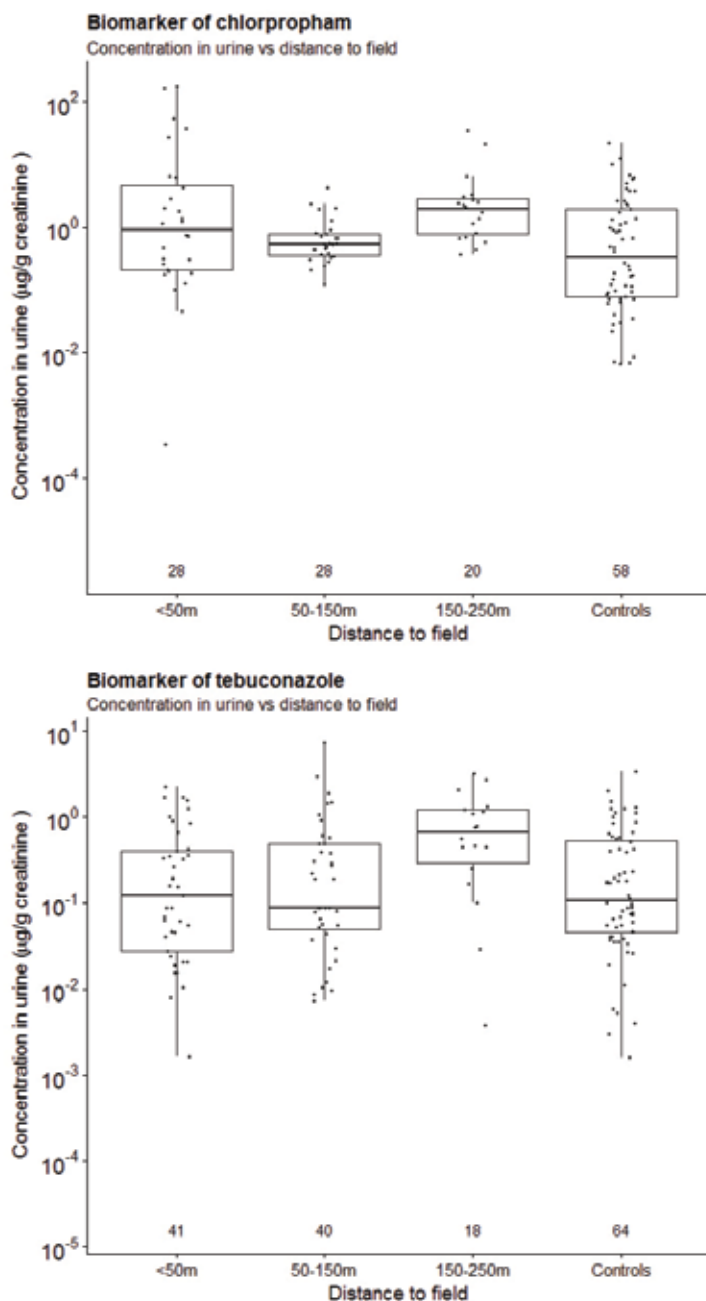 Biomarker of chlorpropham
Concentration in urine vs distance to field
Concentration in urine (µg/g creatinine )
10²
10⁰
10⁻²
10⁻⁴
28 28 20 58
<50m 50-150m 150-250m Controls
Distance to field
Biomarker of tebuconazole
Concentration in urine vs distance to field
Concentration in urine (µg/g creatinine )
10¹
10⁰
10⁻¹
10⁻²
10⁻³
10⁻⁴
10⁻⁵
41 40 18 64
<50m 50-150m 150-250m Controls
Distance to field